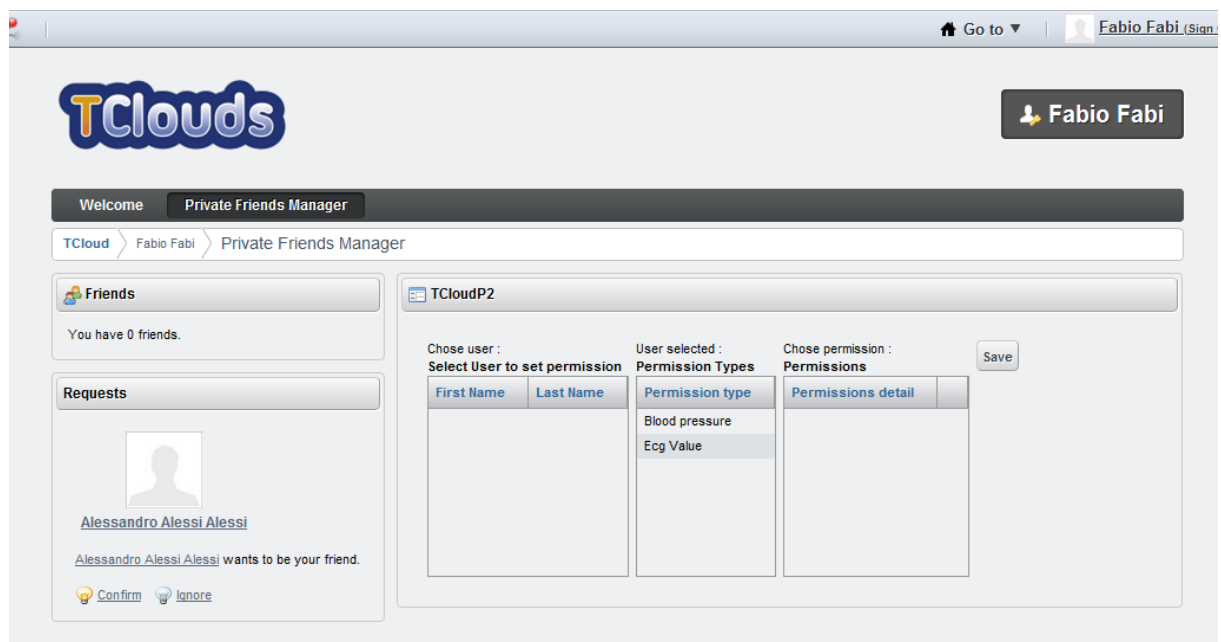 Go to ▼
Fabio Fabi (Sign
TClouds
Fabio Fabi
Welcome
Private Friends Manager
TCloud
Fabio Fabi
Private Friends Manager
Friends
You have 0 friends.
Requests
Alessandro Alessi Alessi
Alessandro Alessi Alessi wants to be your friend.
Confirm
Ignore
TCloudP2
Chose user :
Select User to set permission
First Name
Last Name
User selected :
Permission Types
Permission type
Blood pressure
Ecg Value
Chose permission :
Permissions
Permissions detail
Save